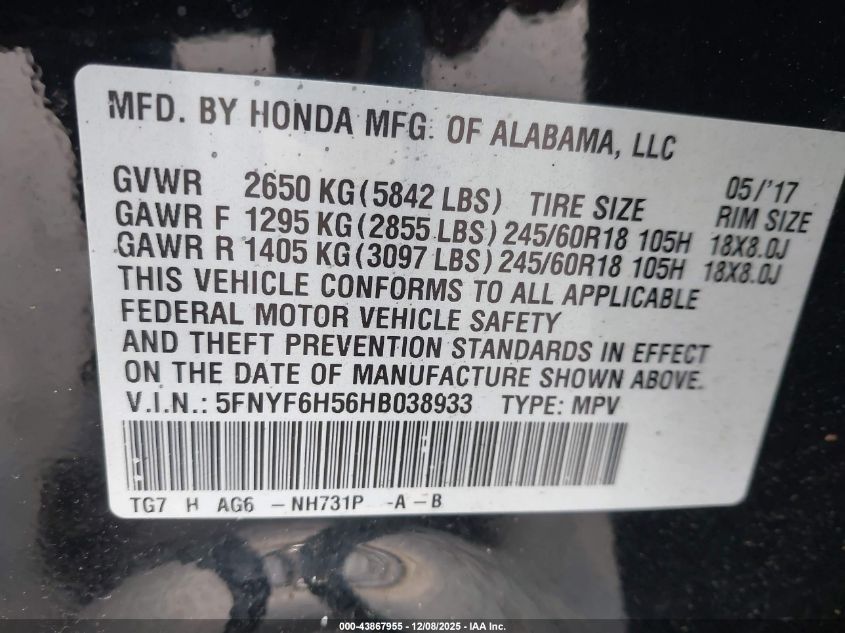 MFD. BY HONDA MFG. OF ALABAMA, LLC
05/'17
GVWR 2650 KG (5842 LBS) TIRE SIZE RIM SIZE
GAWR F 1295 KG (2855 LBS) 245/60R18 105H 18X8.0J
GAWR R 1405 KG (3097 LBS) 245/60R18 105H 18X8.0J
THIS VEHICLE CONFORMS TO ALL APPLICABLE
FEDERAL MOTOR VEHICLE SAFETY
AND THEFT PREVENTION STANDARDS IN EFFECT
ON THE DATE OF MANUFACTURE SHOWN ABOVE.
V.I.N.: 5FNYF6H56HB038933 TYPE: MPV
TG7 H AG6 -NH731P -A-B
000-43867955 - 12/08/2025 - IAA Inc.